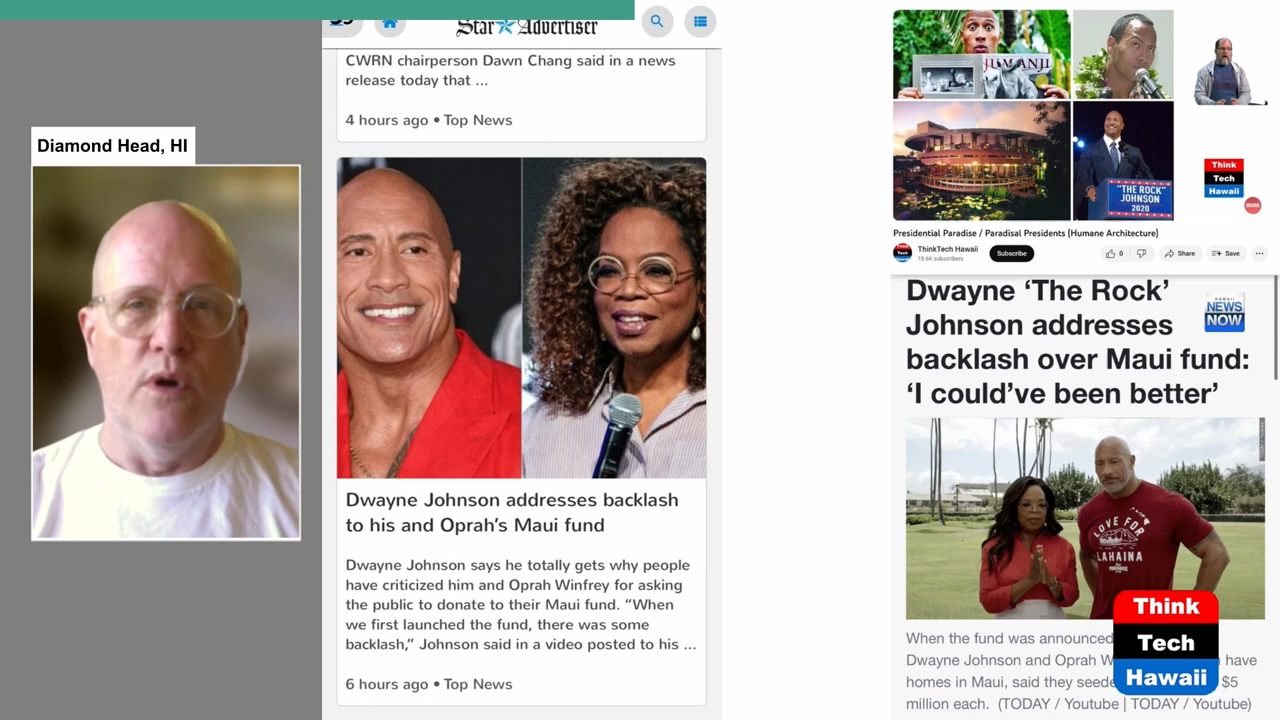 Diamond Head, HI
Star Advertiser
CWRN chairperson Dawn Chang said in a news
release today that ...
4 hours ago • Top News
Dwayne Johnson addresses backlash
to his and Oprah's Maui fund
Dwayne Johnson says he totally gets why people
have criticized him and Oprah Winfrey for asking
the public to donate to their Maui fund. “When
we first launched the fund, there was some
backlash,” Johnson said in a video posted to his ...
6 hours ago • Top News
JUMANJI
"THE ROCK"
JOHNSON
2020
Think
Tech
Hawaii
Presidential Paradise / Paradisal Presidents (Humane Architecture)
ThinkTech Hawaii
18.6K subscribers
Subscribe
0
Share
Save
Dwayne ‘The Rock’
Johnson addresses
backlash over Maui fund:
‘I could’ve been better’
HAWAII
NEWS
NOW
LOVE FOR
LAHAINA
When the fund was announced
Dwayne Johnson and Oprah W have
homes in Maui, said they seede $5
million each. (TODAY / Youtube | TODAY / Youtube)
Think
Tech
Hawaii